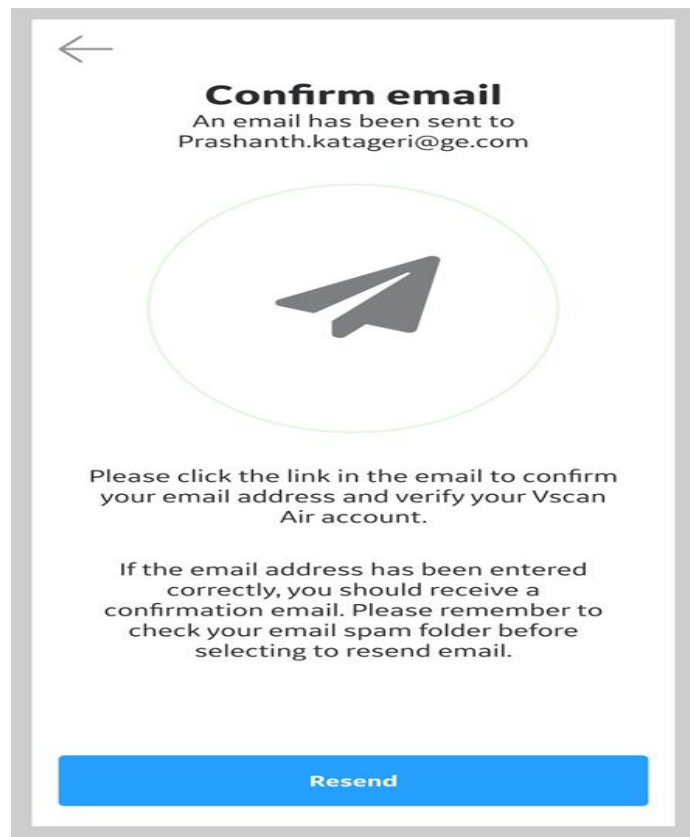 Confirm email
An email has been sent to
Prashanth.katageri@ge.com
Please click the link in the email to confirm
your email address and verify your Vscan
Air account.
If the email address has been entered
correctly, you should receive a
confirmation email. Please remember to
check your email spam folder before
selecting to resend email.
Resend